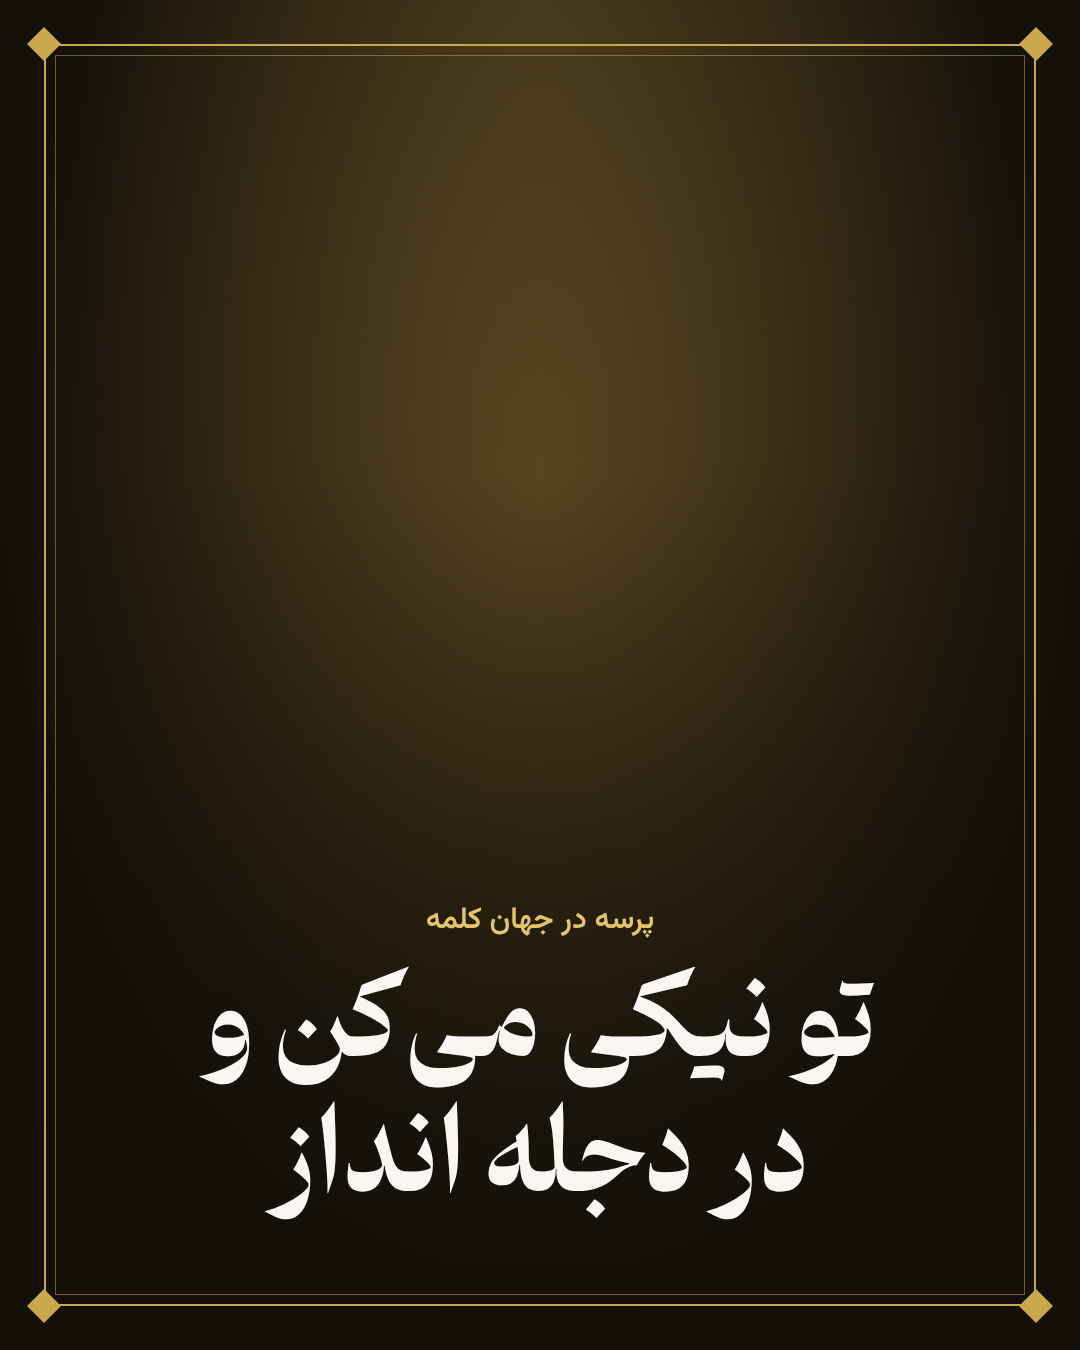 پرسه در جهان کلمه
تو نیکی می‌کن و
در دجله انداز